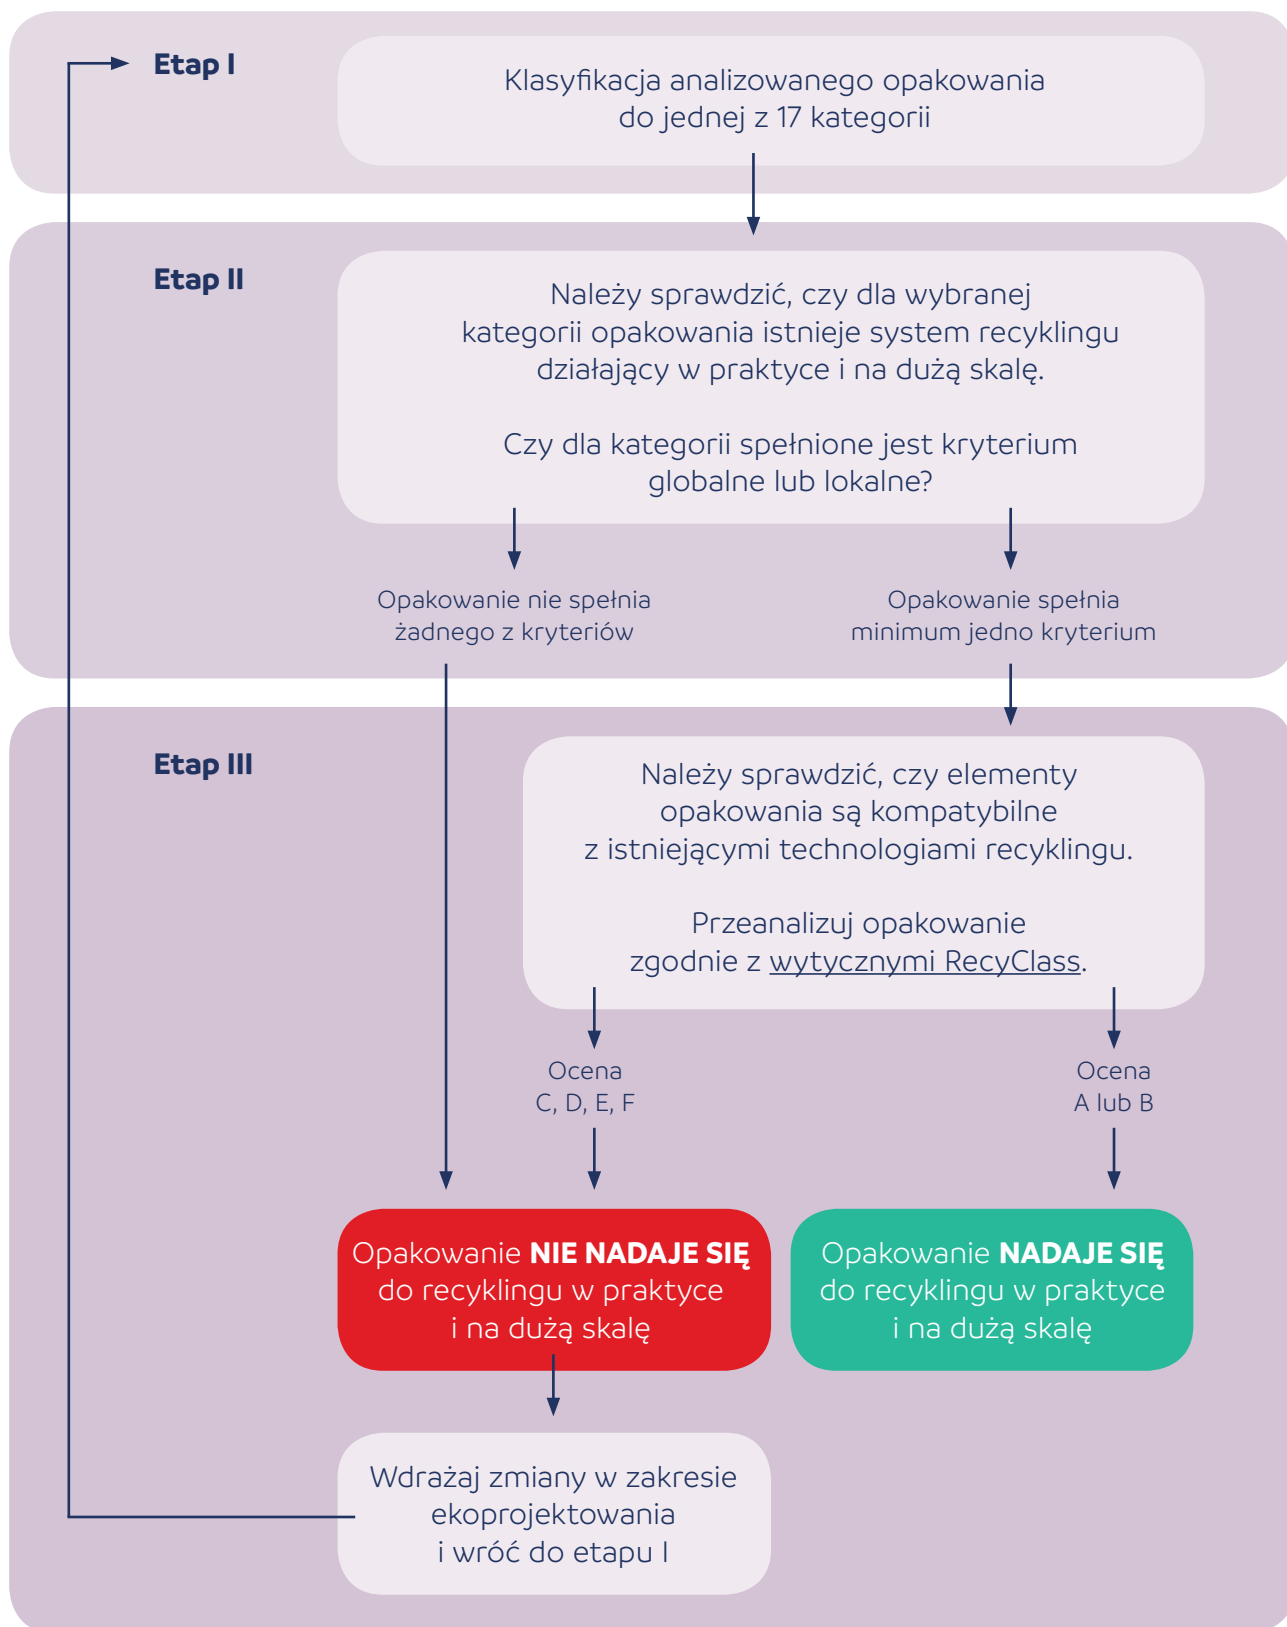 Etap I
Klasyfikacja analizowanego opakowania
do jednej z 17 kategorii
Etap II
Należy sprawdzić, czy dla wybranej
kategorii opakowania istnieje system recyklingu
działający w praktyce i na dużą skalę.
Czy dla kategorii spełnione jest kryterium
globalne lub lokalne?
Opakowanie nie spełnia
żadnego z kryteriów
Opakowanie spełnia
minimum jedno kryterium
Etap III
Należy sprawdzić, czy elementy
opakowania są kompatybilne
z istniejącymi technologiami recyklingu.
Przeanalizuj opakowanie
zgodnie z wytycznymi RecyClass.
Ocena
C, D, E, F
Ocena
A lub B
Opakowanie NIE NADAJE SIĘ
do recyklingu w praktyce
i na dużą skalę
Opakowanie NADAJE SIĘ
do recyklingu w praktyce
i na dużą skalę
Wdrażaj zmiany w zakresie
ekoprojektowania
i wróć do etapu I